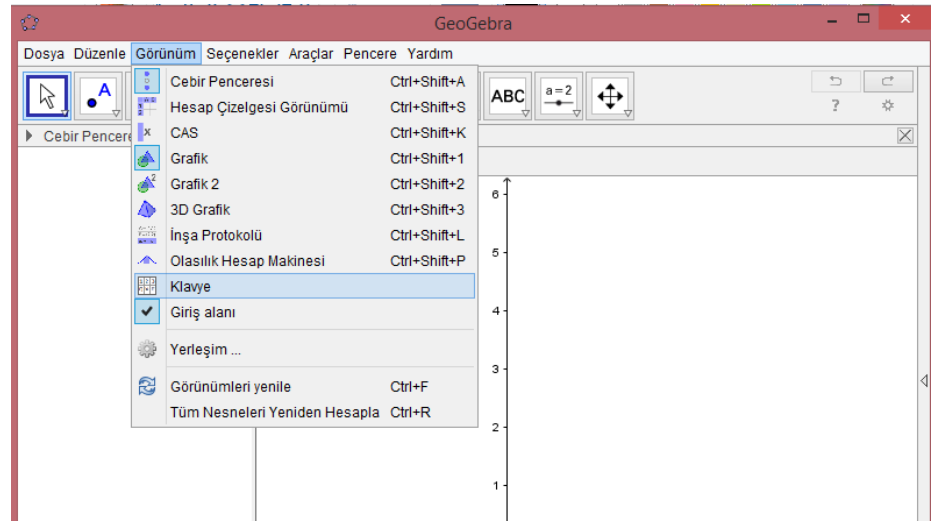 GeoGebra
Dosya Düzenle Görünüm Seçenekler Araçlar Pencere Yardım
A ABC a = 2
?
Cebir Pencere
Cebir Penceresi Ctrl+Shift+A
Hesap Çizelgesi Görünümü Ctrl+Shift+S
CAS Ctrl+Shift+K
Grafik Ctrl+Shift+1
Grafik 2 Ctrl+Shift+2
3D Grafik Ctrl+Shift+3
İnşa Protokolü Ctrl+Shift+L
Olasılık Hesap Makinesi Ctrl+Shift+P
Klavye
Giriş alanı
Yerleşim ...
Görünümleri yenile Ctrl+F
Tüm Nesneleri Yeniden Hesapla Ctrl+R
6
5
4
3
2
1